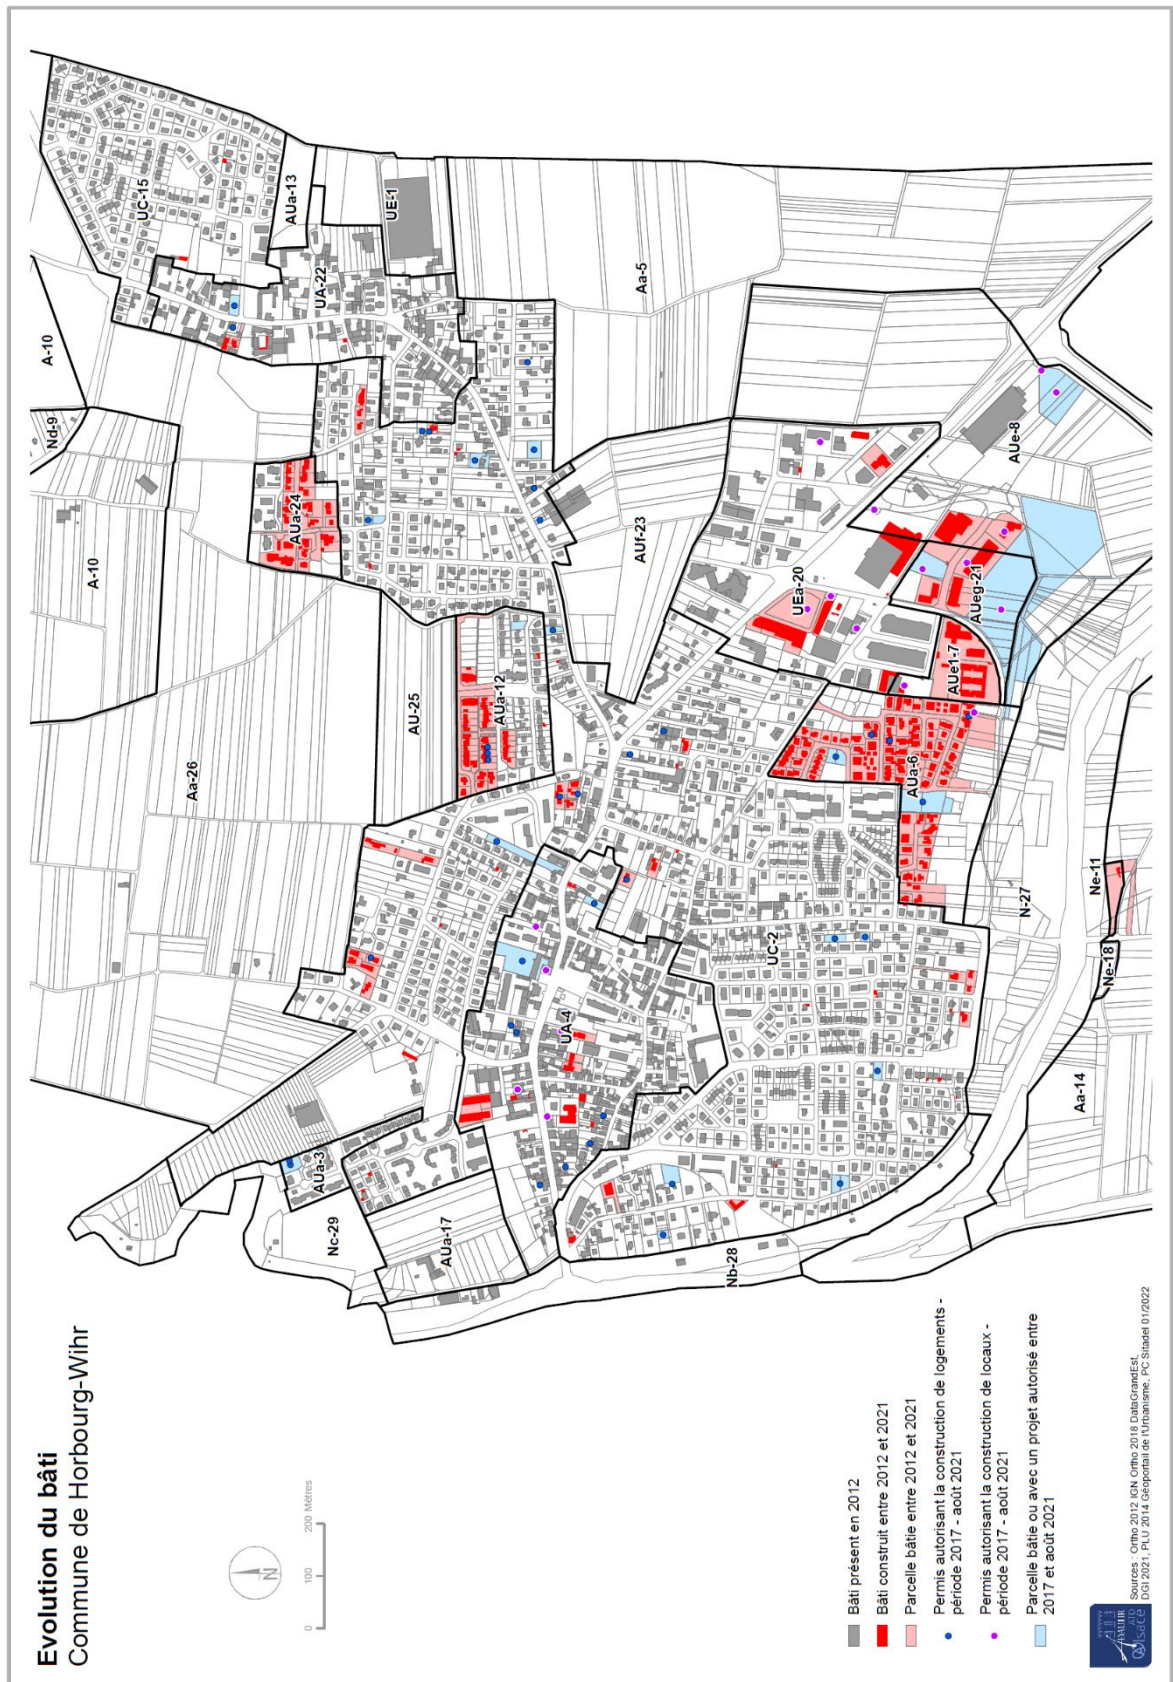 Evolution du bâti
Commune de Horbourg-Wihr
N
0 100 200 Mètres
Bâti présent en 2012
Bâti construit entre 2012 et 2021
Parcelle bâtie entre 2012 et 2021
Permis autorisant la construction de logements -
période 2017 - août 2021
Permis autorisant la construction de locaux -
période 2017 - août 2021
Parcelle bâtie ou avec un projet autorisé entre
2017 et août 2021
ADAUHR
ATD
Alsace
Sources : Ortho 2012 IGN Ortho 2018 DataGrandEst,
DGI 2021, PLU 2014 Géoportail de l'Urbanisme, PC Sitadel 01/2022
Nc-29
AUa-3
AUa-17
Nb-28
Aa-26
A-10
Nd-9
A-10
UC-15
AUa-13
UA-22
UE-1
AUa-24
AU-25
AUa-12
Aa-5
AUf-23
UA-4
UC-2
UEa-20
AUe-8
AUeg-21
AUe1-7
AUa-6
N-27
Ne-11
Ne-18
Aa-14